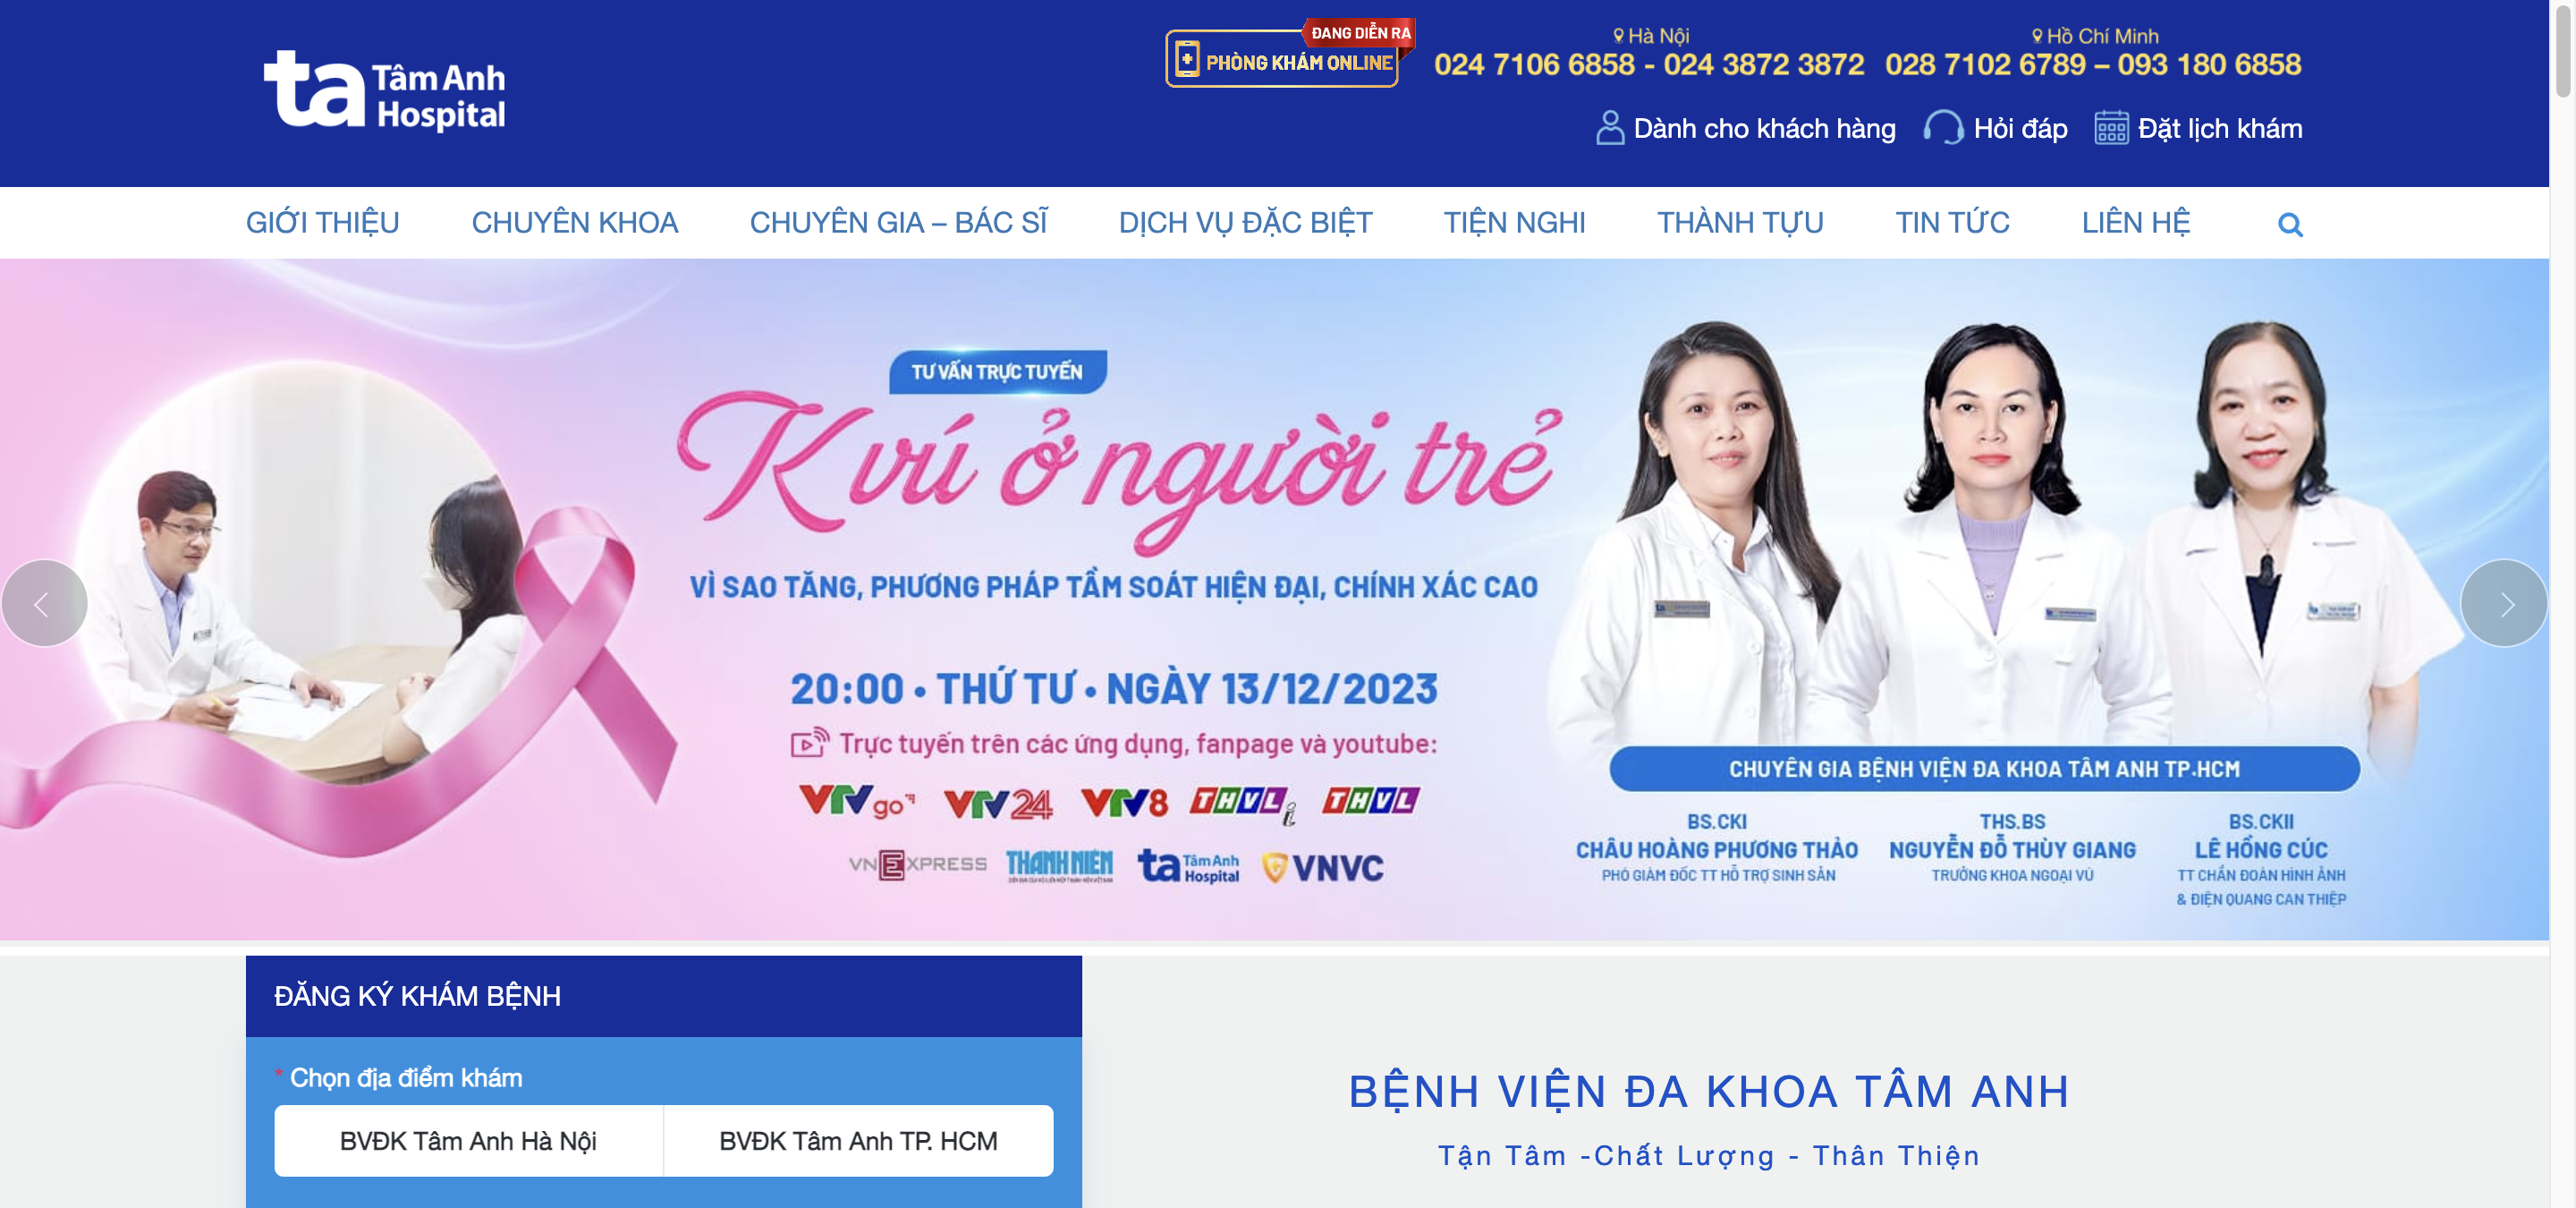 ta Tâm Anh Hospital
ĐANG DIỄN RA
PHÒNG KHÁM ONLINE
Hà Nội
024 7106 6858 - 024 3872 3872
Hồ Chí Minh
028 7102 6789 – 093 180 6858
Dành cho khách hàng
Hỏi đáp
Đặt lịch khám
GIỚI THIỆU
CHUYÊN KHOA
CHUYÊN GIA – BÁC SĨ
DỊCH VỤ ĐẶC BIỆT
TIỆN NGHI
THÀNH TỰU
TIN TỨC
LIÊN HỆ
TƯ VẤN TRỰC TUYẾN
K vú ở người trẻ
VÌ SAO TĂNG, PHƯƠNG PHÁP TẦM SOÁT HIỆN ĐẠI, CHÍNH XÁC CAO
20:00 • THỨ TƯ • NGÀY 13/12/2023
Trực tuyến trên các ứng dụng, fanpage và youtube:
VTV go VTV24 VTV8 THVLi THVL
VNEXPRESS THANH NIÊN ta Tâm Anh Hospital VNVC
CHUYÊN GIA BỆNH VIỆN ĐA KHOA TÂM ANH TP.HCM
BS.CKI
CHÂU HOÀNG PHƯƠNG THẢO
PHÓ GIÁM ĐỐC TT HỖ TRỢ SINH SẢN
THS.BS
NGUYỄN ĐỖ THÙY GIANG
TRƯỞNG KHOA NGOẠI VÚ
BS.CKII
LÊ HỒNG CÚC
TT CHẨN ĐOÁN HÌNH ẢNH
& ĐIỆN QUANG CAN THIỆP
ĐĂNG KÝ KHÁM BỆNH
* Chọn địa điểm khám
BVĐK Tâm Anh Hà Nội
BVĐK Tâm Anh TP. HCM
BỆNH VIỆN ĐA KHOA TÂM ANH
Tận Tâm -Chất Lượng - Thân Thiện